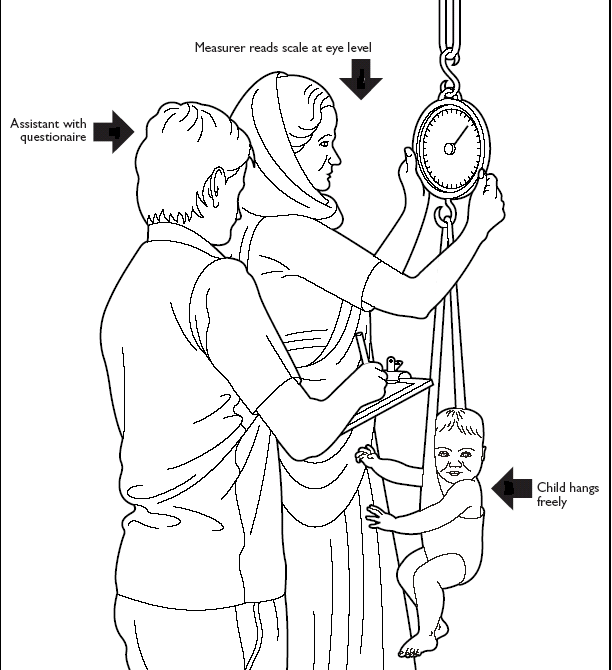 Measurer reads scale at eye level
Assistant with
questionaire
Child hangs
freely